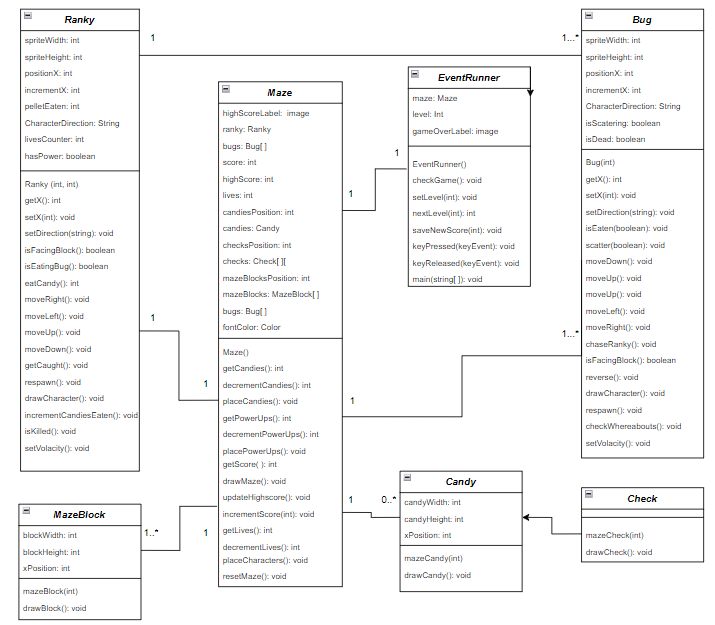 Ranky
spriteWidth: int
spriteHeight: int
positionX: int
incrementX: int
pelletEaten: int
CharacterDirection: String
livesCounter: int
hasPower: boolean
Ranky (int, int)
getX(): int
setX(int): void
setDirection(string): void
isFacingBlock(): boolean
isEatingBug(): boolean
eatCandy(): int
moveRight(): void
moveLeft(): void
moveUp(): void
moveDown(): void
getCaught(): void
respawn(): void
drawCharacter(): void
incrementCandiesEaten(): void
isKilled(): void
setVolacity(): void
1
1...*
Maze
highScoreLabel: image
ranky: Ranky
bugs: Bug[ ]
score: int
highScore: int
lives: int
candiesPosition: int
candies: Candy
checksPosition: int
checks: Check[ ][
mazeBlocksPosition: int
mazeBlocks: MazeBlock[ ]
bugs: Bug[ ]
fontColor: Color
Maze()
getCandies(): int
decrementCandies(): int
placeCandies(): void
getPowerUps(): int
decrementPowerUps(): int
placePowerUps(): void
getScore( ): int
drawMaze(): void
updateHighscore(): void
incrementScore(int): void
getLives(): int
decrementLives(): int
placeCharacters(): void
resetMaze(): void
1
1
EventRunner
maze: Maze
level: Int
gameOverLabel: image
EventRunner()
checkGame(): void
setLevel(int): void
nextLevel(int): int
saveNewScore(int): void
keyPressed(keyEvent): void
keyReleased(keyEvent): void
main(string[ ]): void
1
1
Bug
spriteWidth: int
spriteHeight: int
positionX: int
incrementX: int
CharacterDirection: String
isScatering: boolean
isDead: boolean
Bug(int)
getX(): int
setX(int): void
setDirection(string): void
isEaten(boolean): void
scatter(boolean): void
moveDown(): void
moveUp(): void
moveUp(): void
moveLeft(): void
moveRight(): void
chaseRanky(): void
isFacingBlock(): boolean
reverse(): void
drawCharacter(): void
respawn(): void
checkWhereabouts(): void
setVolacity(): void
1
1...*
MazeBlock
blockWidth: int
blockHeight: int
xPosition: int
mazeBlock(int)
drawBlock(): void
1..*
1
Candy
candyWidth: int
candyHeight: int
xPosition: int
mazeCandy(int)
drawCandy(): void
1
0..*
Check
mazeCheck(int)
drawCheck(): void